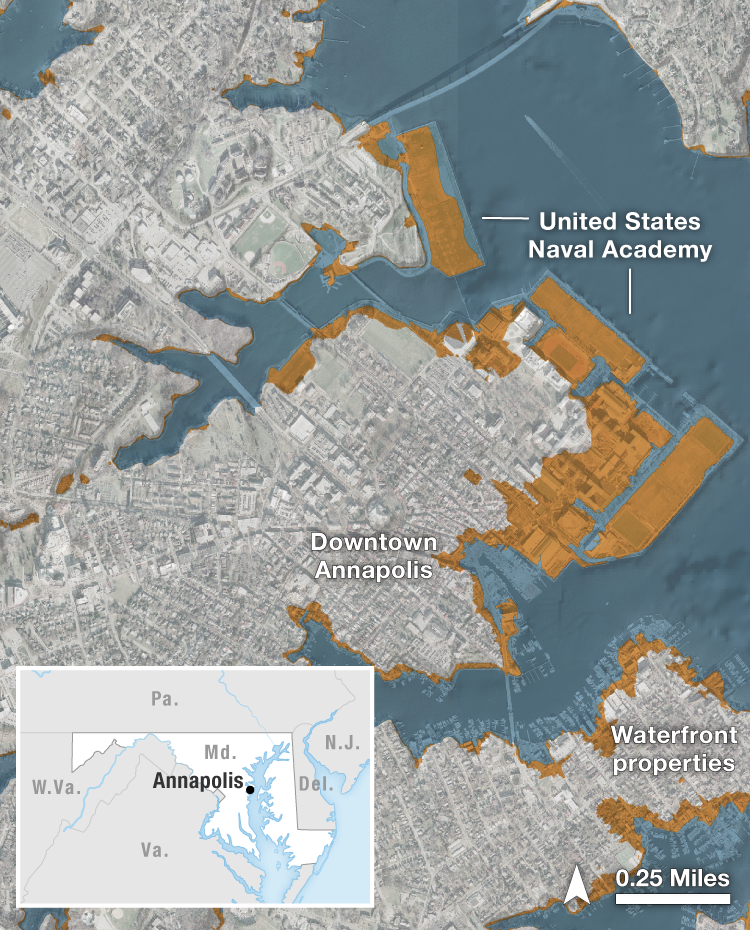 United States
Naval Academy
Downtown
Annapolis
Waterfront
properties
Pa.
Md.
N.J.
W.Va.
Annapolis
Del.
Va.
0.25 Miles